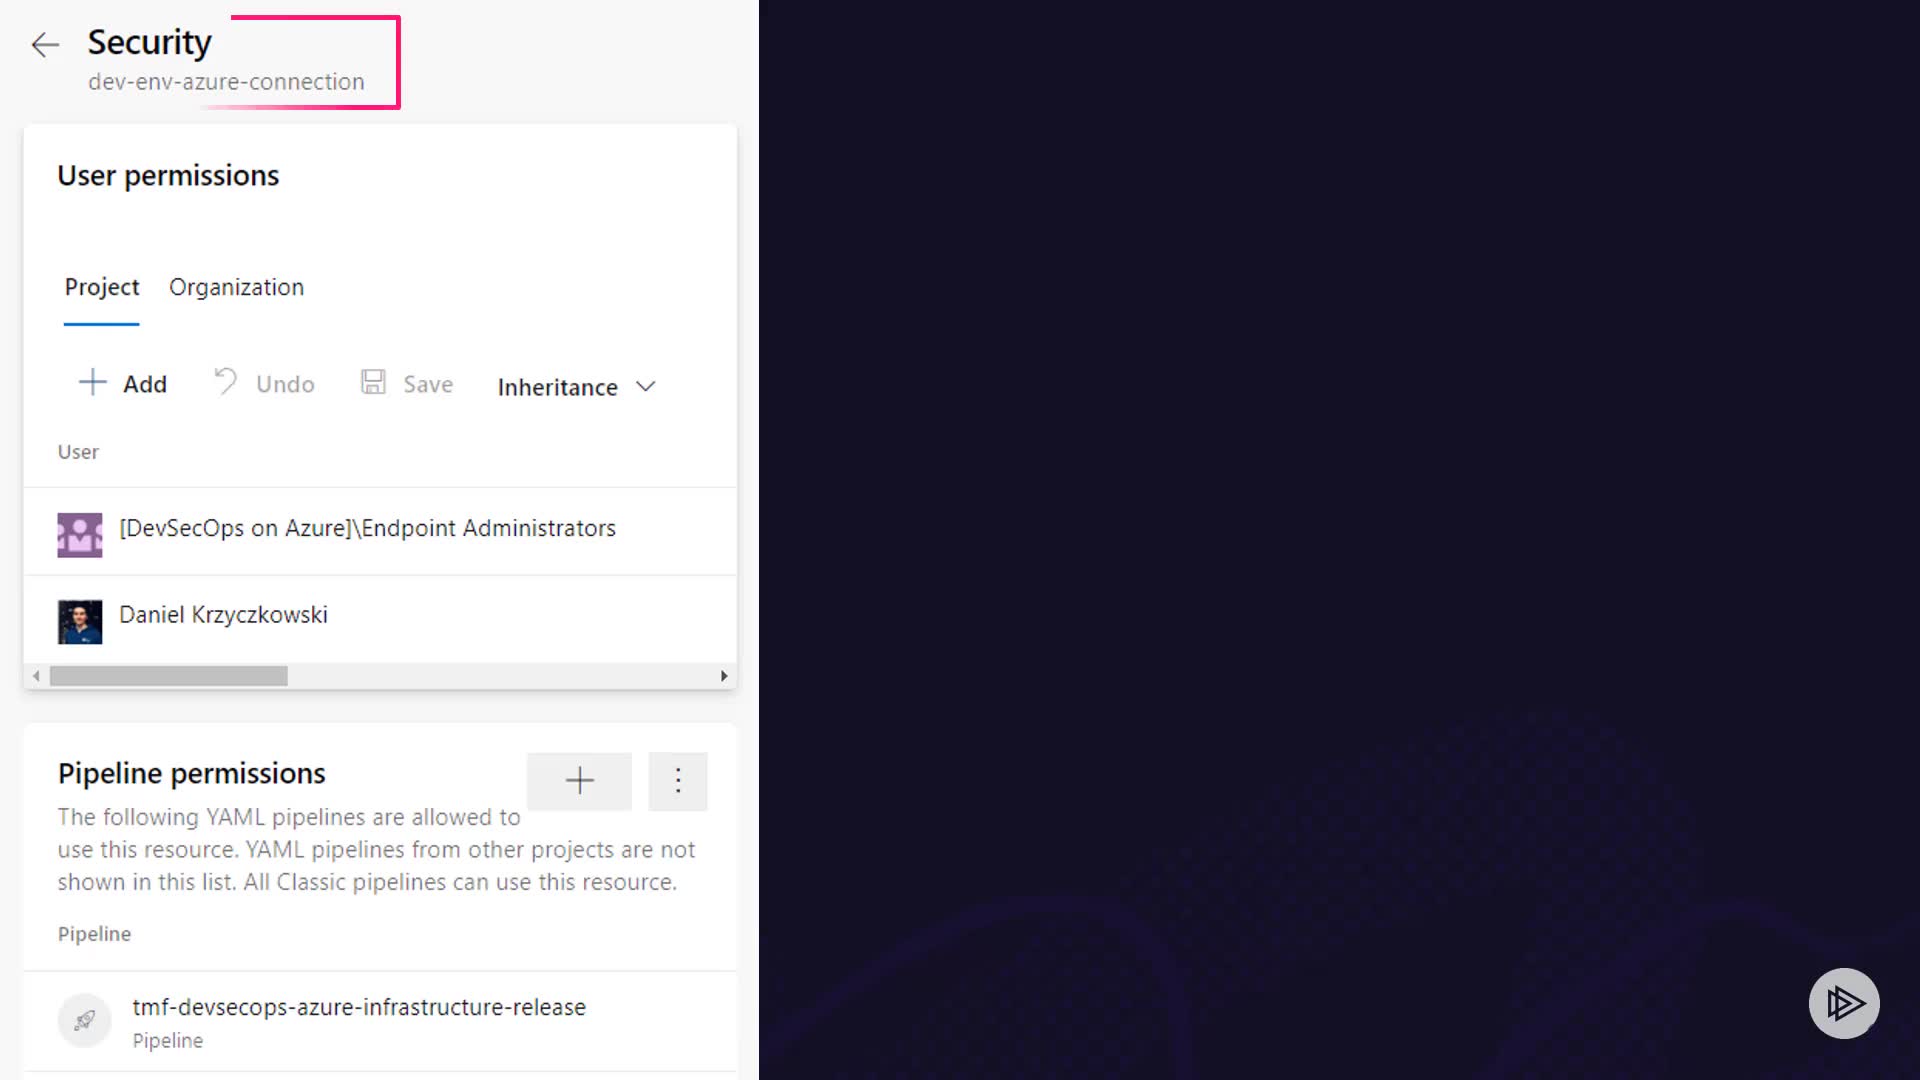 Security
dev-env-azure-connection
User permissions
Project Organization
Add Undo Save Inheritance
User
[DevSecOps on Azure]\Endpoint Administrators
Daniel Krzyczkowski
Pipeline permissions
The following YAML pipelines are allowed to
use this resource. YAML pipelines from other projects are not
shown in this list. All Classic pipelines can use this resource.
Pipeline
tmf-devsecops-azure-infrastructure-release
Pipeline